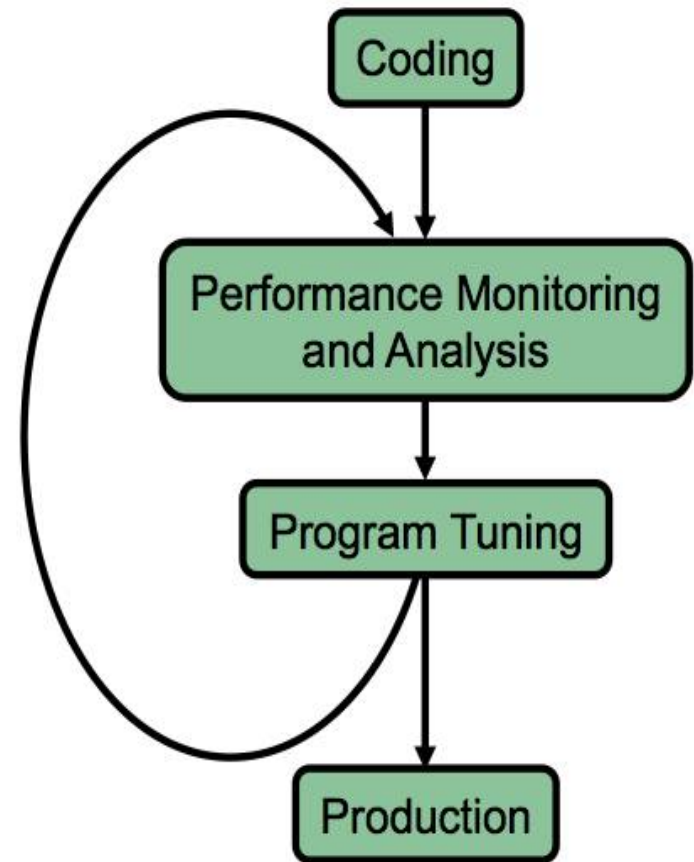 Coding
Performance Monitoring
and Analysis
Program Tuning
Production